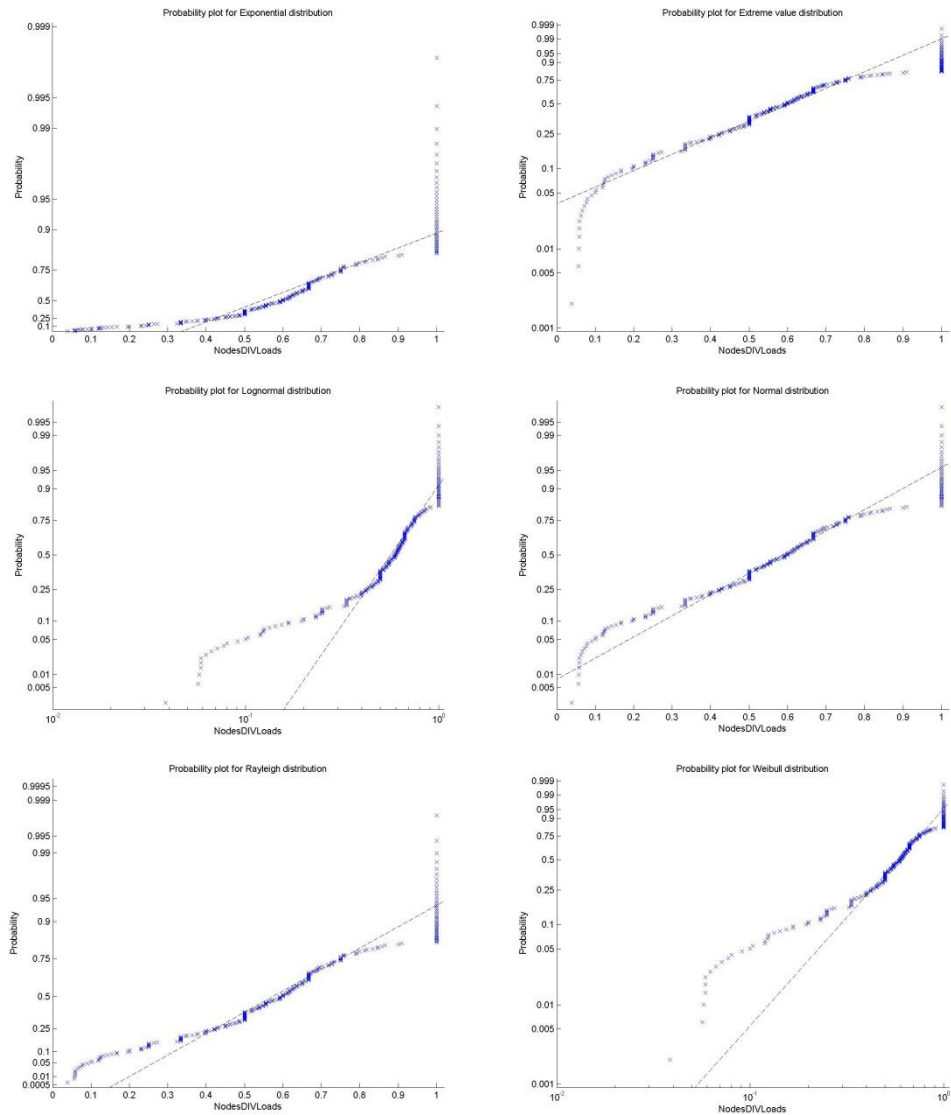 Probability plot for Exponential distribution
0.999
0.995
0.99
0.95
0.9
0.75
0.5
0.25
0.1
Probability
0 0.1 0.2 0.3 0.4 0.5 0.6 0.7 0.8 0.9 1
NodesDIVLoads
Probability plot for Extreme value distribution
0.999
0.99
0.95
0.9
0.75
0.5
0.25
0.1
0.05
0.01
0.005
0.001
Probability
0 0.1 0.2 0.3 0.4 0.5 0.6 0.7 0.8 0.9 1
NodesDIVLoads
Probability plot for Lognormal distribution
0.995
0.99
0.95
0.9
0.75
0.5
0.25
0.1
0.05
0.01
0.005
Probability
10^-2 10^-1 10^0
NodesDIVLoads
Probability plot for Normal distribution
0.995
0.99
0.95
0.9
0.75
0.5
0.25
0.1
0.05
0.01
0.005
Probability
0 0.1 0.2 0.3 0.4 0.5 0.6 0.7 0.8 0.9 1
NodesDIVLoads
Probability plot for Rayleigh distribution
0.9995
0.999
0.995
0.99
0.95
0.9
0.75
0.5
0.25
0.1
0.05
0.01
0.0005
Probability
0 0.1 0.2 0.3 0.4 0.5 0.6 0.7 0.8 0.9 1
NodesDIVLoads
Probability plot for Weibull distribution
0.999
0.99
0.95
0.9
0.75
0.5
0.25
0.1
0.05
0.01
0.005
0.001
Probability
10^-2 10^-1 10^0
NodesDIVLoads